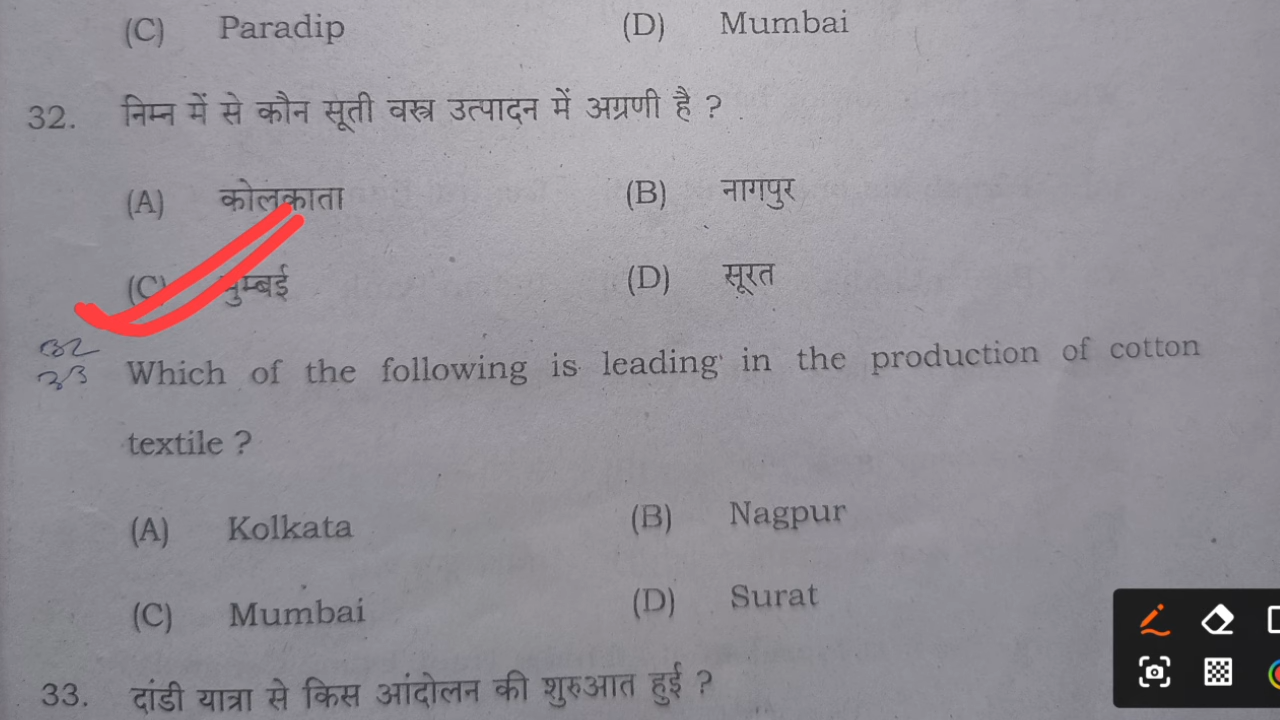 (C) Paradip (D) Mumbai
32. निम्न में से कौन सूती वस्त्र उत्पादन में अग्रणी है ?
(A) कोलकाता (B) नागपुर
(C) मुम्बई (D) सूरत
32
33
Which of the following is leading in the production of cotton
textile ?
(A) Kolkata (B) Nagpur
(C) Mumbai (D) Surat
33. दांडी यात्रा से किस आंदोलन की शुरुआत हुई ?